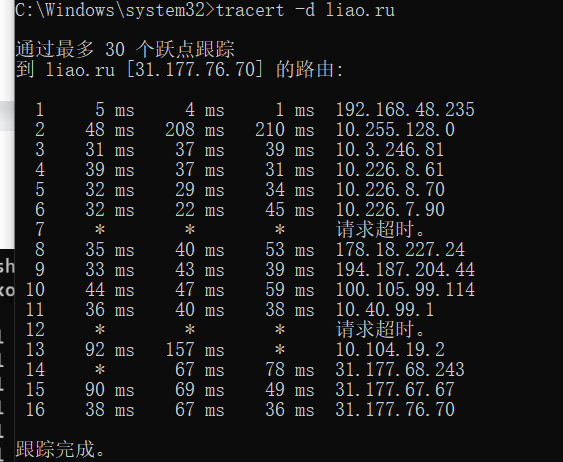 C:\Windows\system32>tracert -d liao.ru
通过最多 30 个跃点跟踪
到 liao.ru [31.177.76.70] 的路由:
1 5 ms 4 ms 1 ms 192.168.48.235
2 48 ms 208 ms 210 ms 10.255.128.0
3 31 ms 37 ms 39 ms 10.3.246.81
4 39 ms 37 ms 31 ms 10.226.8.61
5 32 ms 29 ms 34 ms 10.226.8.70
6 32 ms 22 ms 45 ms 10.226.7.90
7 * * * 请求超时。
8 35 ms 40 ms 53 ms 178.18.227.24
9 33 ms 43 ms 39 ms 194.187.204.44
10 44 ms 47 ms 59 ms 100.105.99.114
11 36 ms 40 ms 38 ms 10.40.99.1
12 * * * 请求超时。
13 92 ms 157 ms * 10.104.19.2
14 * 67 ms 78 ms 31.177.68.243
15 90 ms 69 ms 49 ms 31.177.67.67
16 38 ms 67 ms 36 ms 31.177.76.70
跟踪完成。